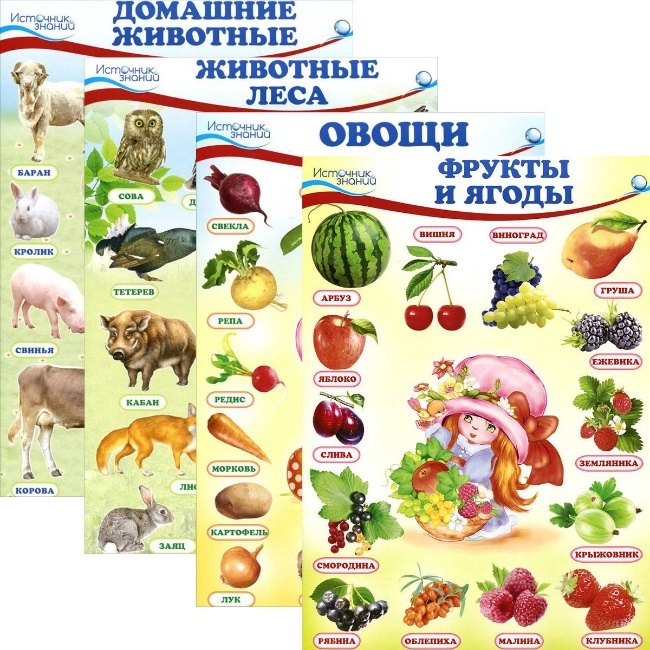 Источник знаний
ДОМАШНИЕ
ЖИВОТНЫЕ
БАРАН
КРОЛИК
СВИНЬЯ
КОРОВА
Источник знаний
ЖИВОТНЫЕ
ЛЕСА
СОВА
ТЕТЕРЕВ
КАБАН
ЗАЯЦ
Источник знаний
ОВОЩИ
СВЕКЛА
РЕПА
РЕДИС
МОРКОВЬ
КАРТОФЕЛЬ
ЛУК
Источник знаний
ФРУКТЫ
И ЯГОДЫ
ВИШНЯ
ВИНОГРАД
АРБУЗ
ГРУША
ЯБЛОКО
ЕЖЕВИКА
СЛИВА
ЗЕМЛЯНИКА
СМОРОДИНА
КРЫЖОВНИК
РЯБИНА
ОБЛЕПИХА
МАЛИНА
КЛУБНИКА